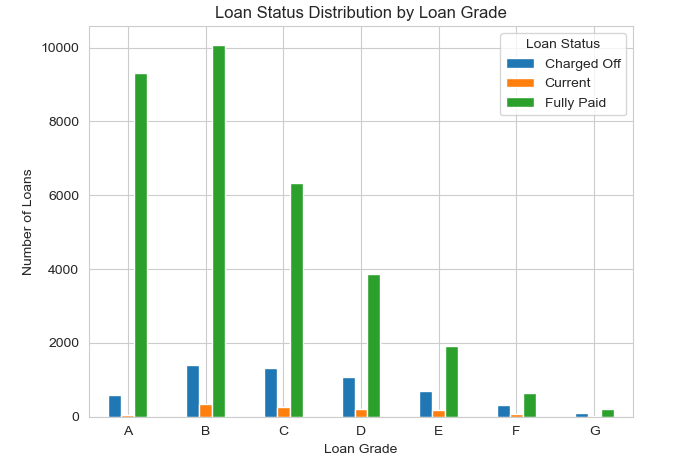 Loan Status Distribution by Loan Grade
Loan Status
Charged Off
Current
Fully Paid
Number of Loans
10000
8000
6000
4000
2000
0
A B C D E F G
Loan Grade